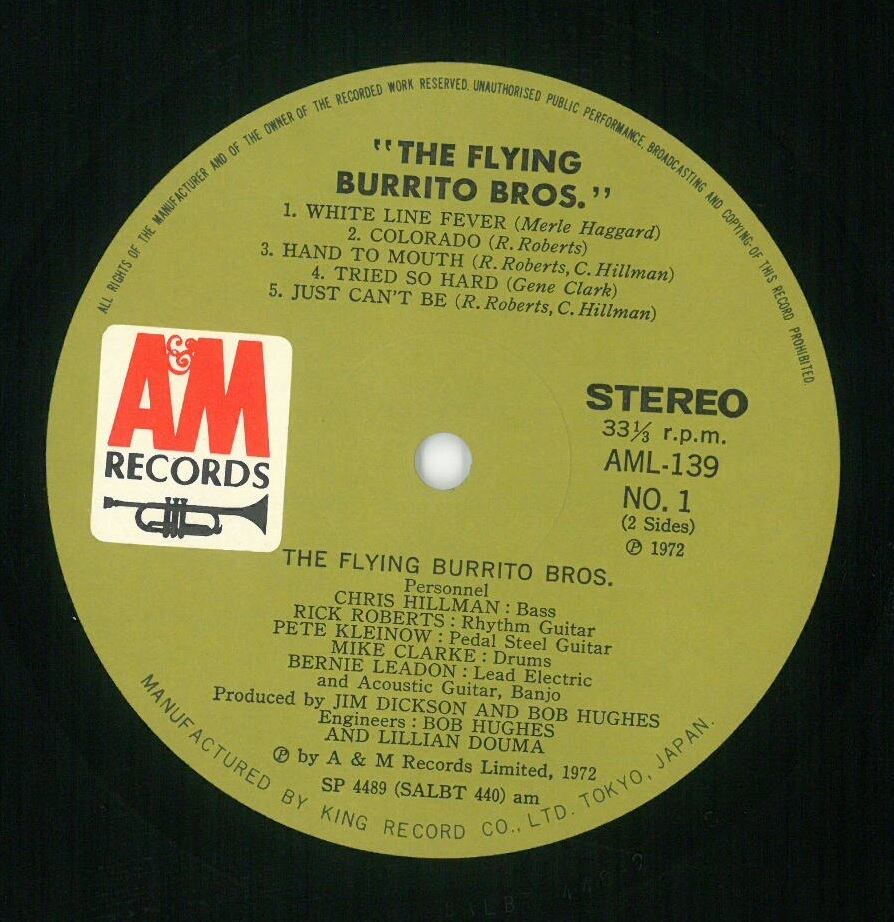 ALL RIGHTS OF THE MANUFACTURER AND OF THE OWNER OF THE RECORDED WORK RESERVED. UNAUTHORISED PUBLIC PERFORMANCE, BROADCASTING AND COPYING-OF THIS RECORD PROHIBITED.
"THE FLYING
BURRITO BROS."
1. WHITE LINE FEVER (Merle Haggard)
2. COLORADO (R. Roberts)
3. HAND TO MOUTH (R. Roberts, C. Hillman)
4. TRIED SO HARD (Gene Clark)
5. JUST CAN'T BE (R. Roberts, C. Hillman)
A&M
RECORDS
STEREO
33⅓ r.p.m.
AML-139
NO. 1
(2 Sides)
℗ 1972
THE FLYING BURRITO BROS.
Personnel
CHRIS HILLMAN : Bass
RICK ROBERTS : Rhythm Guitar
PETE KLEINOW : Pedal Steel Guitar
MIKE CLARKE : Drums
BERNIE LEADON : Lead Electric
and Acoustic Guitar, Banjo
Produced by JIM DICKSON AND BOB HUGHES
Engineers : BOB HUGHES
AND LILLIAN DOUMA
℗ by A & M Records Limited, 1972
SP 4489 (SALBT 440) am
MANUFACTURED BY KING RECORD CO., LTD. TOKYO, JAPAN.